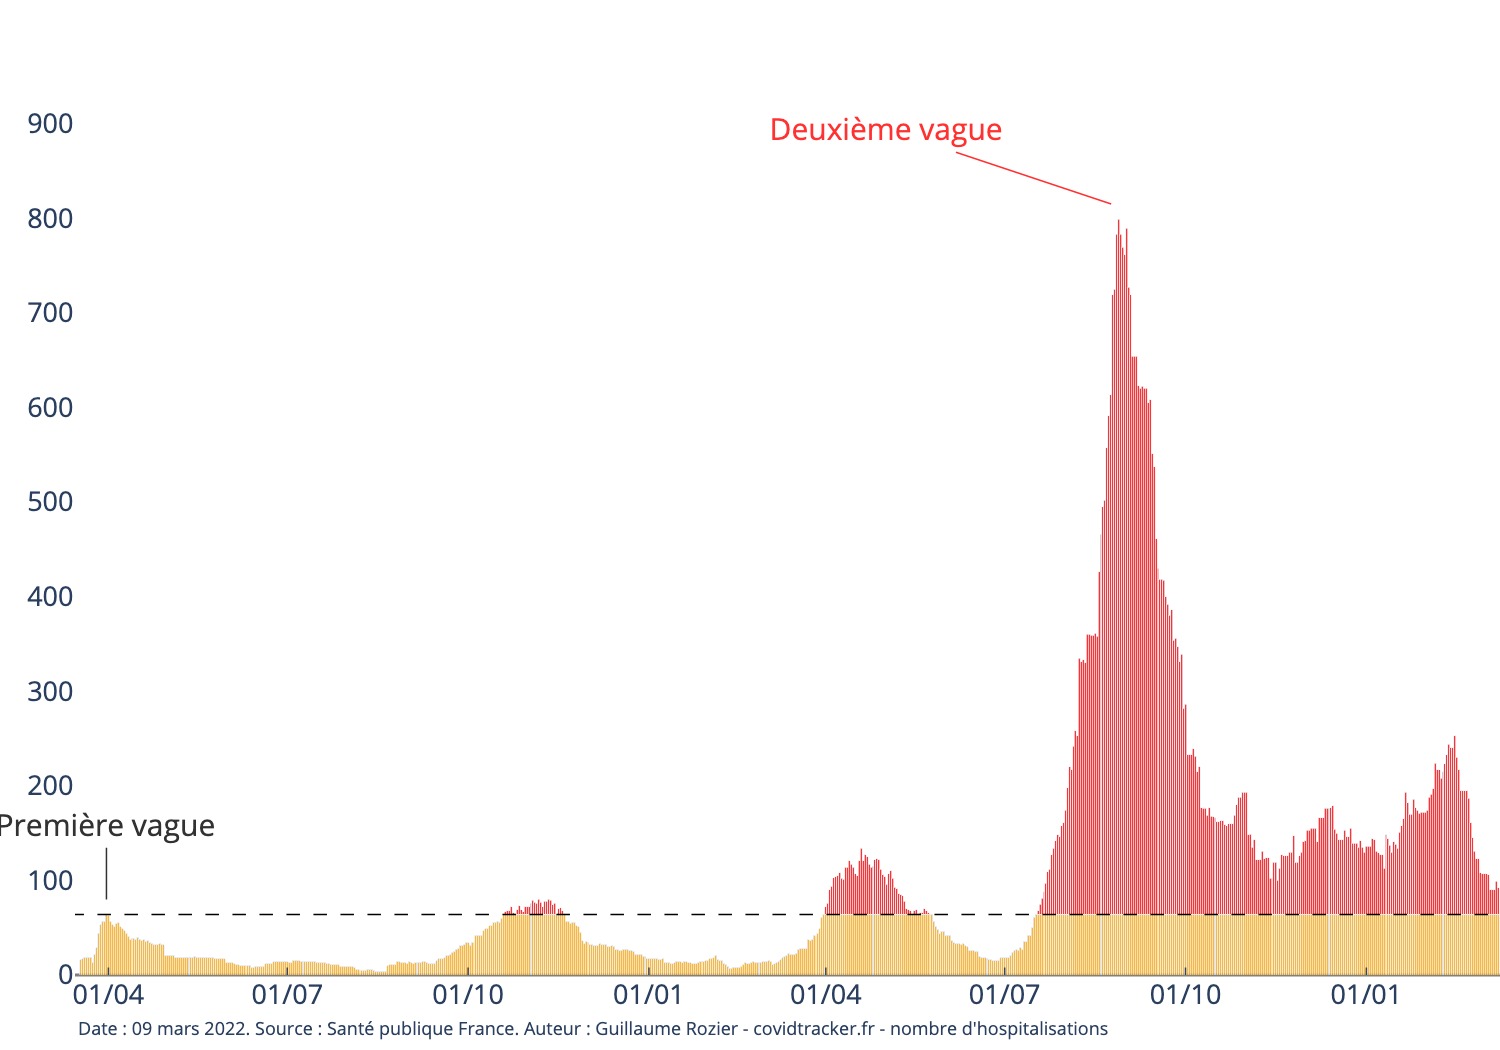 900
Deuxième vague
800
700
600
500
400
300
200
Première vague
100
0
01/04 01/07 01/10 01/01 01/04 01/07 01/10 01/01
Date : 09 mars 2022. Source : Santé publique France. Auteur : Guillaume Rozier - covidtracker.fr - nombre d'hospitalisations